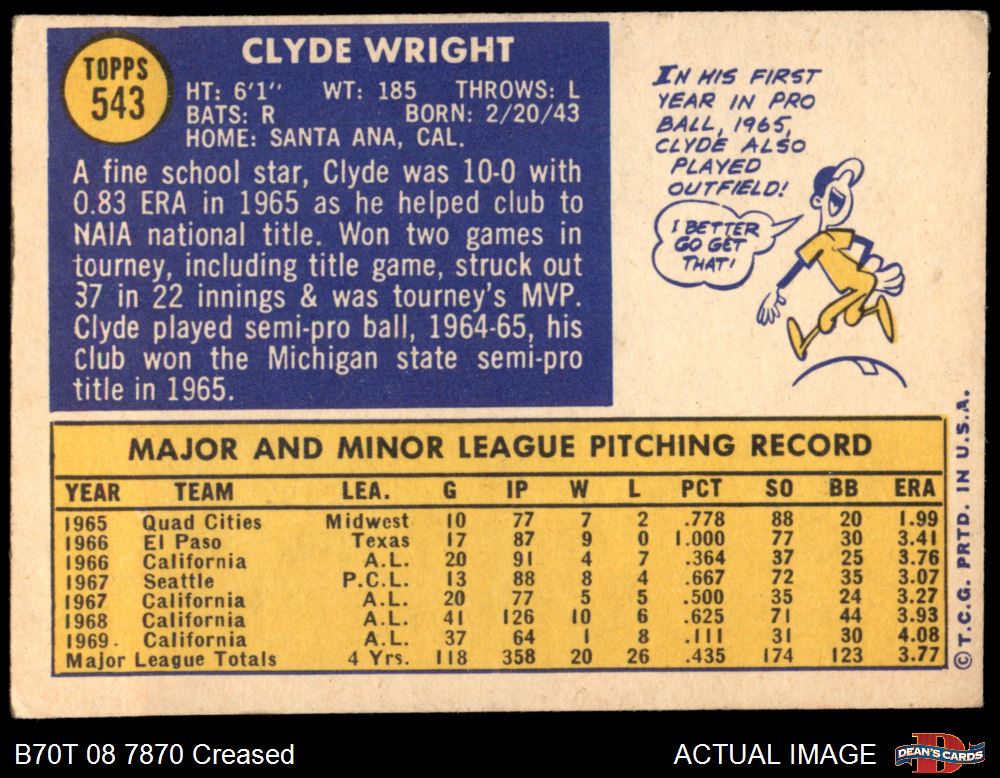 TOPPS
543
CLYDE WRIGHT
HT: 6'1" WT: 185 THROWS: L
BATS: R BORN: 2/20/43
HOME: SANTA ANA, CAL.
A fine school star, Clyde was 10-0 with
0.83 ERA in 1965 as he helped club to
NAIA national title. Won two games in
tourney, including title game, struck out
37 in 22 innings & was tourney's MVP.
Clyde played semi-pro ball, 1964-65, his
club won the Michigan state semi-pro
title in 1965.
IN HIS FIRST
YEAR IN PRO
BALL, 1965,
CLYDE ALSO
PLAYED
OUTFIELD!
I BETTER
GO GET
THAT!
MAJOR AND MINOR LEAGUE PITCHING RECORD
YEAR TEAM LEA. G IP W L PCT SO BB ERA
1965 Quad Cities Midwest 10 77 7 2 .778 88 20 1.99
1966 El Paso Texas 17 87 9 0 1.000 77 30 3.41
1966 California A.L. 20 91 4 7 .364 37 25 3.76
1967 Seattle P.C.L. 13 88 8 4 .667 72 35 3.07
1967 California A.L. 20 77 5 5 .500 35 24 3.27
1968 California A.L. 41 126 10 6 .625 71 44 3.93
1969 California A.L. 37 64 1 8 .111 31 30 4.08
Major League Totals 4 Yrs. 118 358 20 26 .435 174 123 3.77
©T.C.G. PRTD. IN U.S.A.
B70T 08 7870 Creased
ACTUAL IMAGE
DEAN'S CARDS